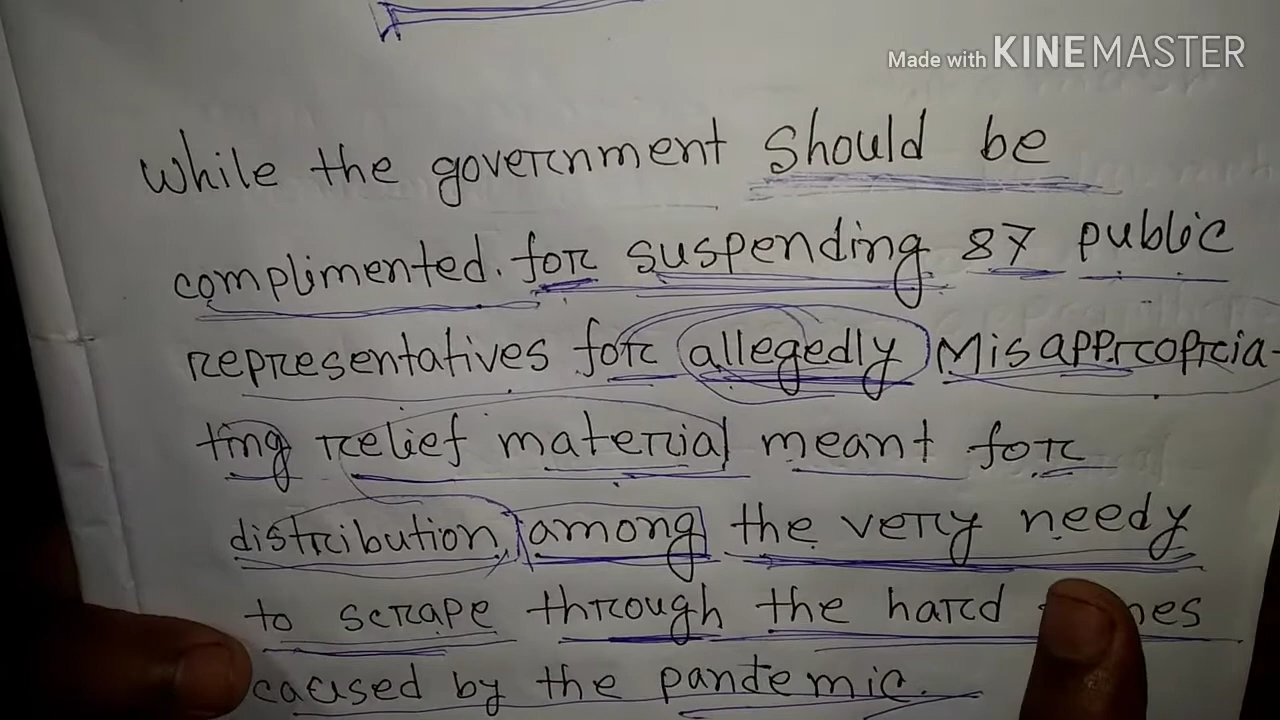 Made with KINEMASTER
While the government should be
complimented. for suspending 87 public
representatives for allegedly Misappropria-
ting relief material meant for
distribution among the very needy
to scrape through the hard
caused by the pandemic.